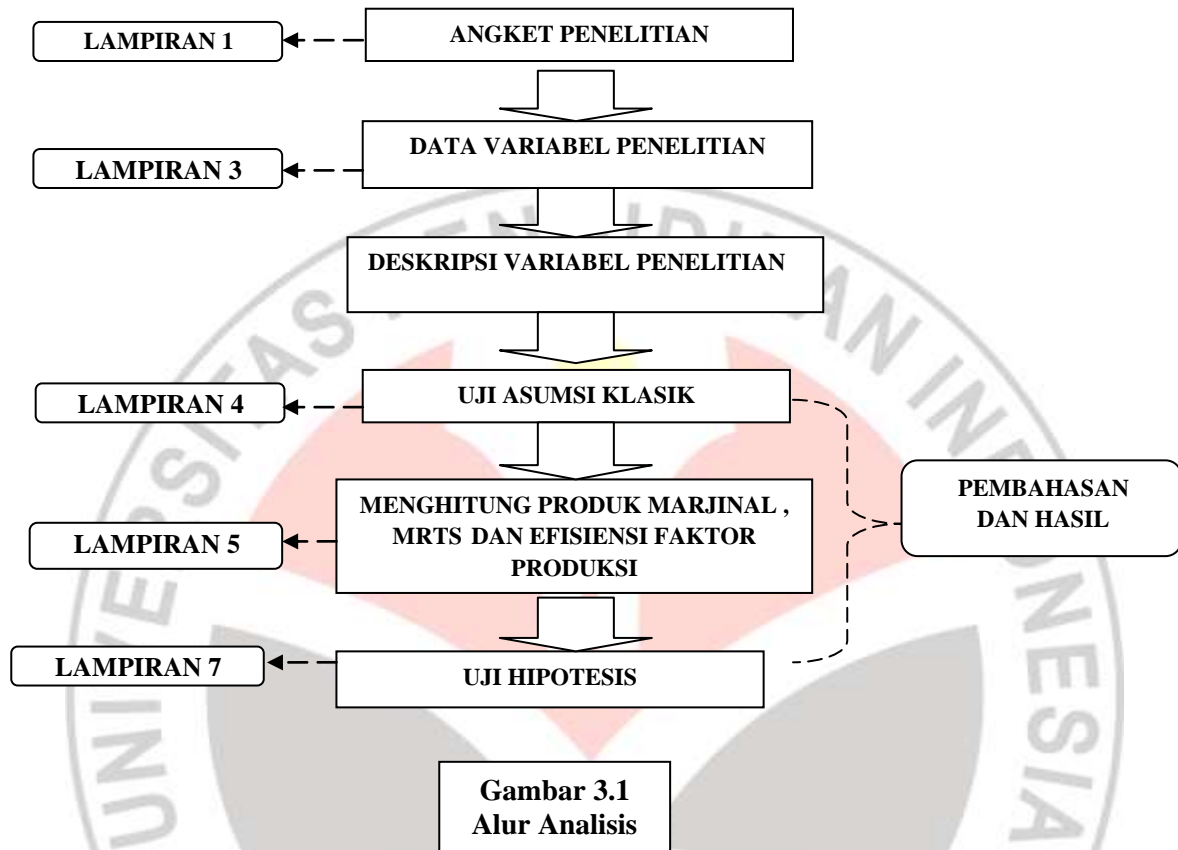 LAMPIRAN 1
ANGKET PENELITIAN
DATA VARIABEL PENELITIAN
LAMPIRAN 3
DESKRIPSI VARIABEL PENELITIAN
LAMPIRAN 4
UJI ASUMSI KLASIK
MENGHITUNG PRODUK MARJINAL ,
MRTS DAN EFISIENSI FAKTOR
PRODUKSI
LAMPIRAN 5
PEMBAHASAN
DAN HASIL
LAMPIRAN 7
UJI HIPOTESIS
Gambar 3.1
Alur Analisis
UNIVERSITAS INDONESIA